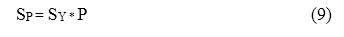 SP = SY * P (9)